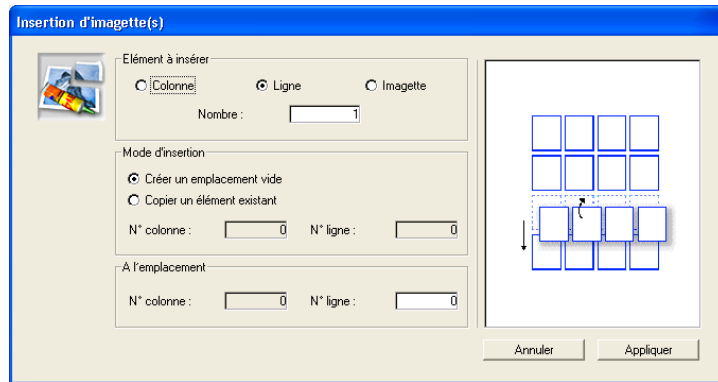 Insertion d'imagette(s)
Elément à insérer
Colonne Ligne Imagette
Nombre : 1
Mode d'insertion
Créer un emplacement vide
Copier un élément existant
N° colonne : 0 N° ligne : 0
A l'emplacement
N° colonne : 0 N° ligne : 0
Annuler Appliquer